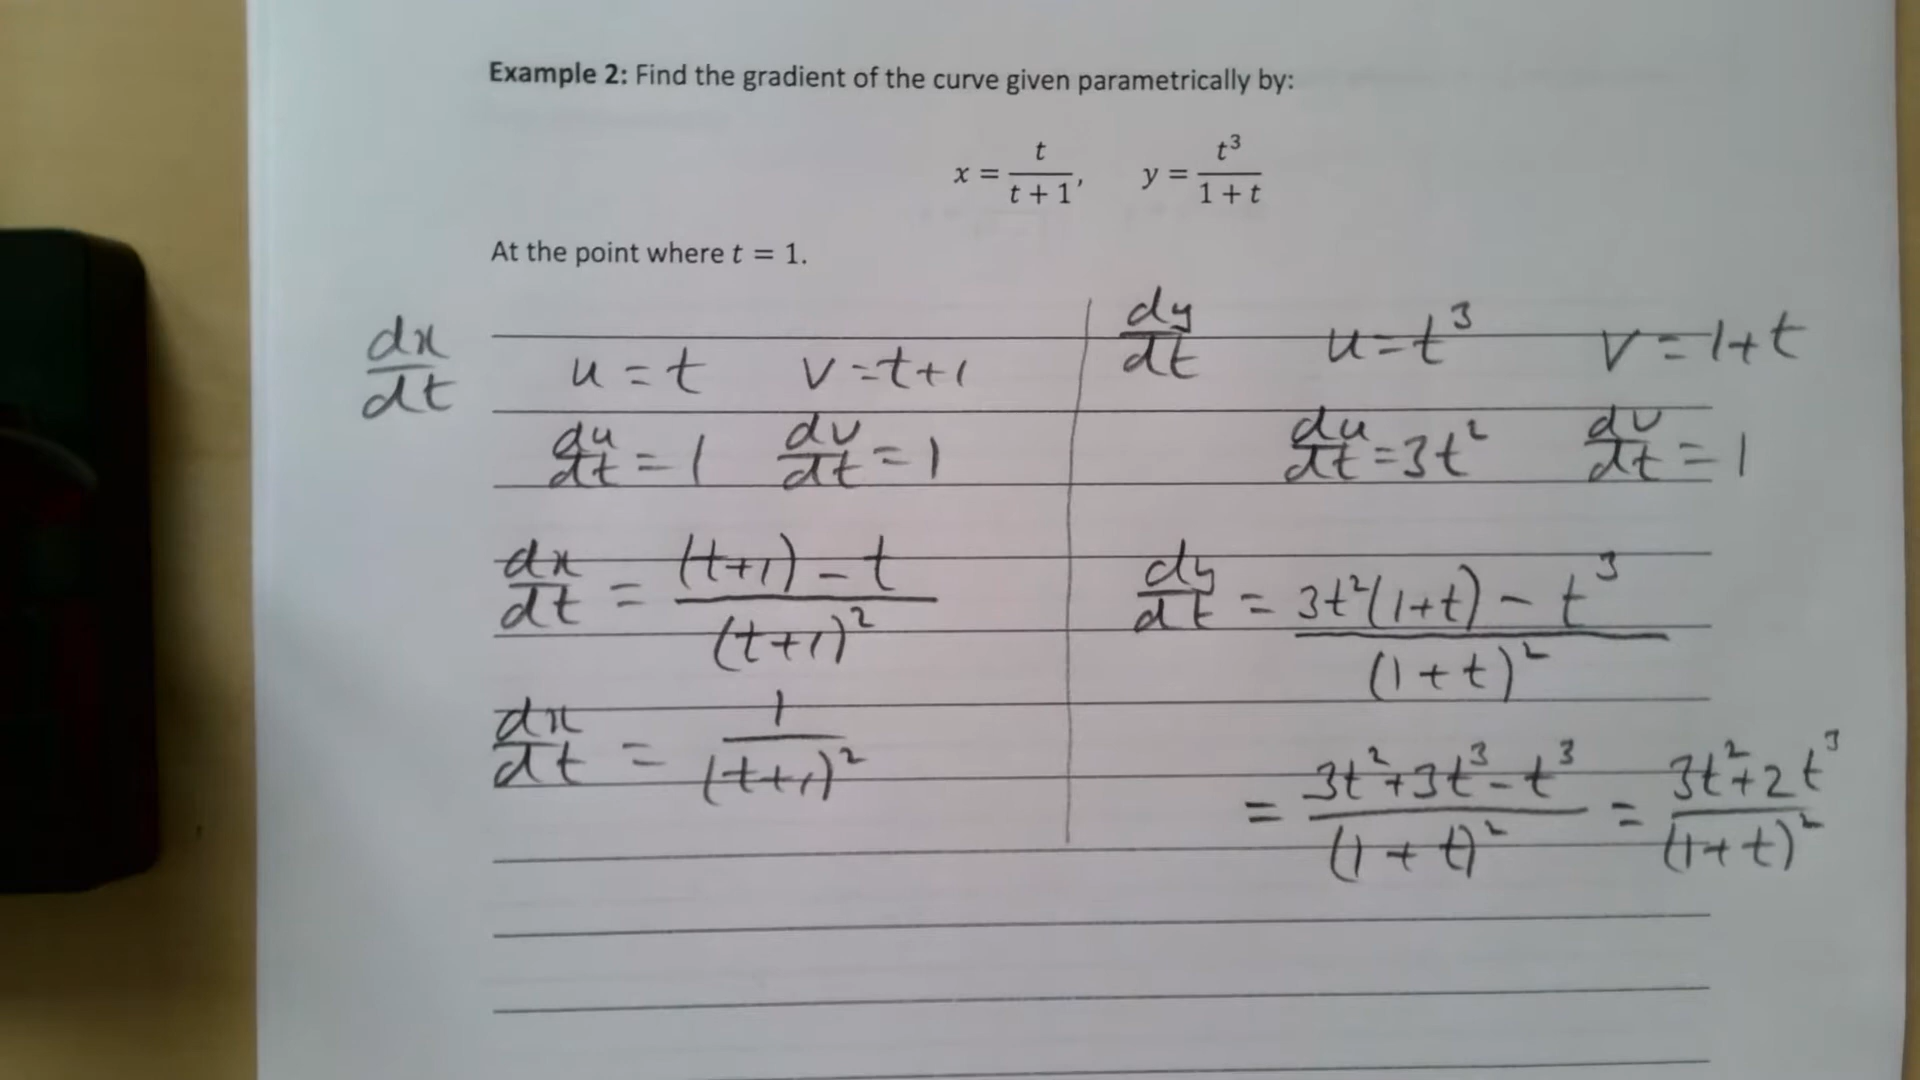 Example 2: Find the gradient of the curve given parametrically by:
x = t/(t + 1), y = t³/(1 + t)
At the point where t = 1.
dx/dt u = t v = t+1
du/dt = 1 dv/dt = 1
dx/dt = ((t+1) - t)/(t+1)²
dx/dt = 1/(t+1)²
dy/dt u = t³ v = 1+t
du/dt = 3t² dv/dt = 1
dy/dt = (3t²(1+t) - t³)/(1+t)²
= (3t²+3t³-t³)/(1+t)² = (3t²+2t³)/(1+t)²